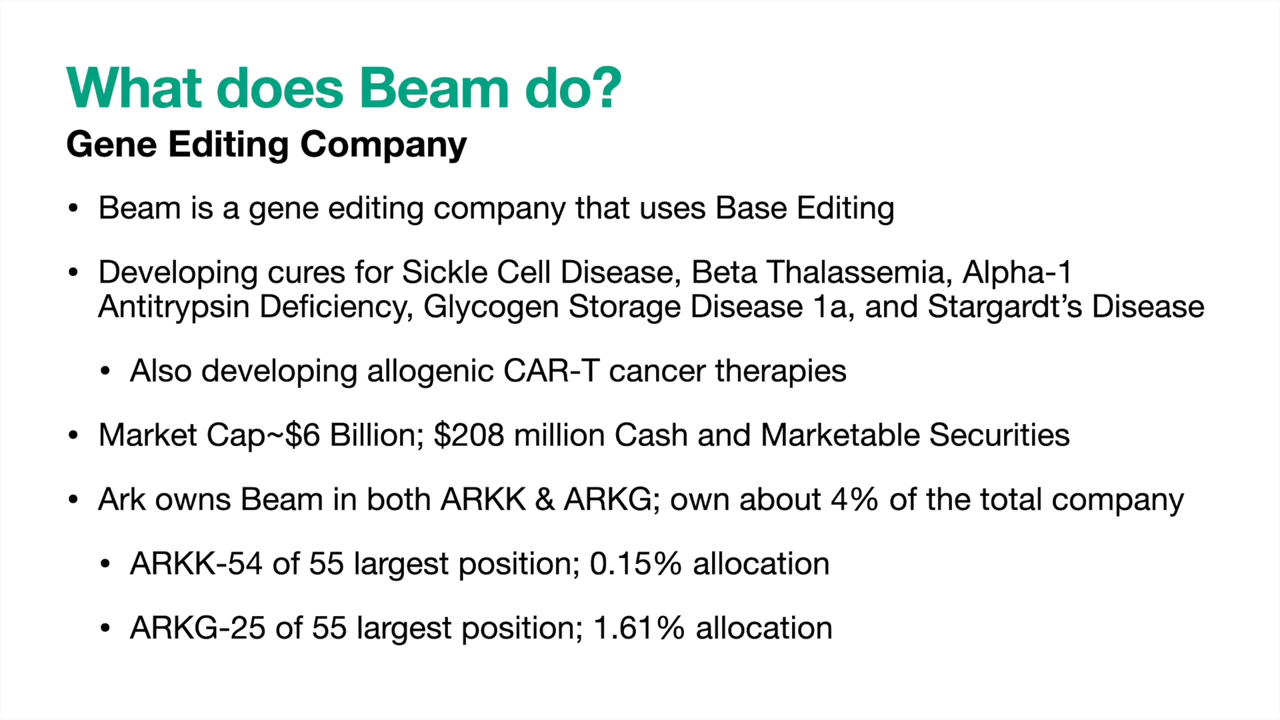 What does Beam do?
Gene Editing Company
• Beam is a gene editing company that uses Base Editing
• Developing cures for Sickle Cell Disease, Beta Thalassemia, Alpha-1
Antitrypsin Deficiency, Glycogen Storage Disease 1a, and Stargardt’s Disease
• Also developing allogenic CAR-T cancer therapies
• Market Cap~$6 Billion; $208 million Cash and Marketable Securities
• Ark owns Beam in both ARKK & ARKG; own about 4% of the total company
• ARKK-54 of 55 largest position; 0.15% allocation
• ARKG-25 of 55 largest position; 1.61% allocation